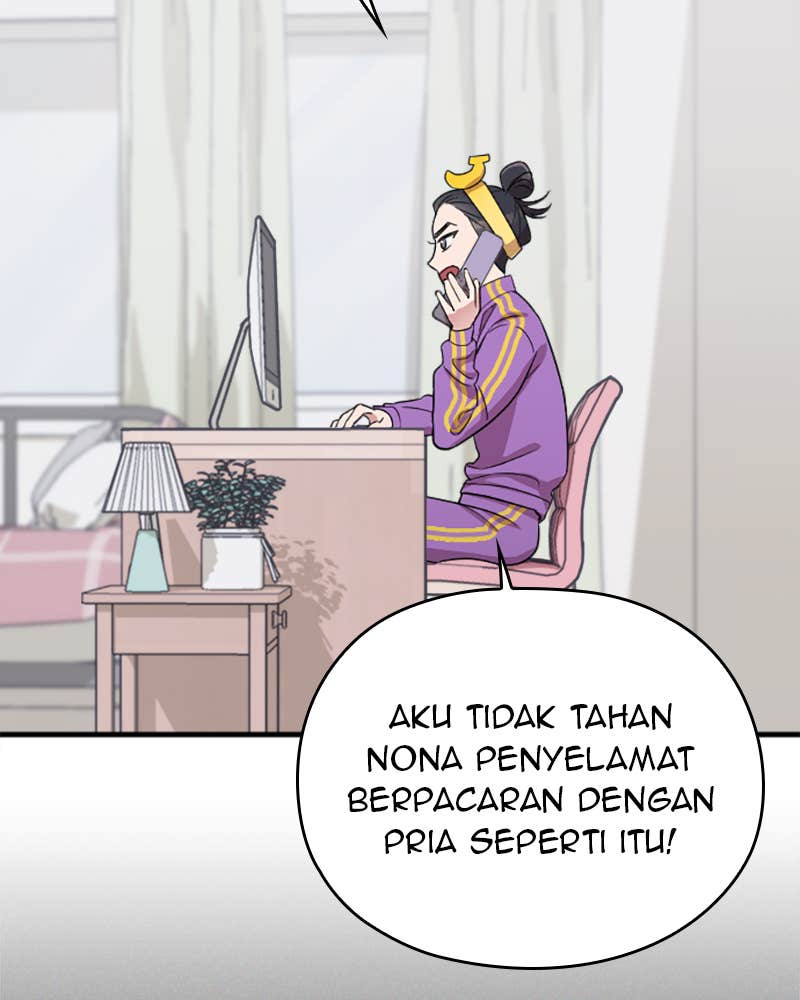 AKU TIDAK TAHAN
NONA PENYELAMAT
BERPACARAN DENGAN
PRIA SEPERTI ITU!